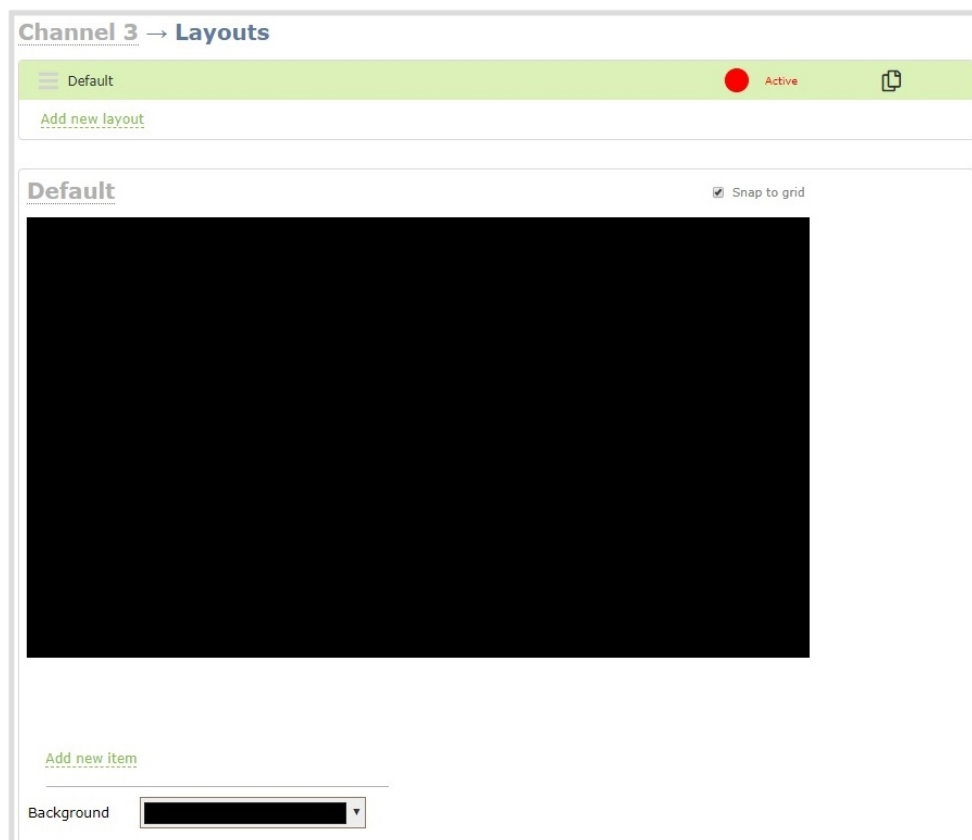 Channel 3 → Layouts
Default Active
Add new layout
Default Snap to grid
Add new item
Background